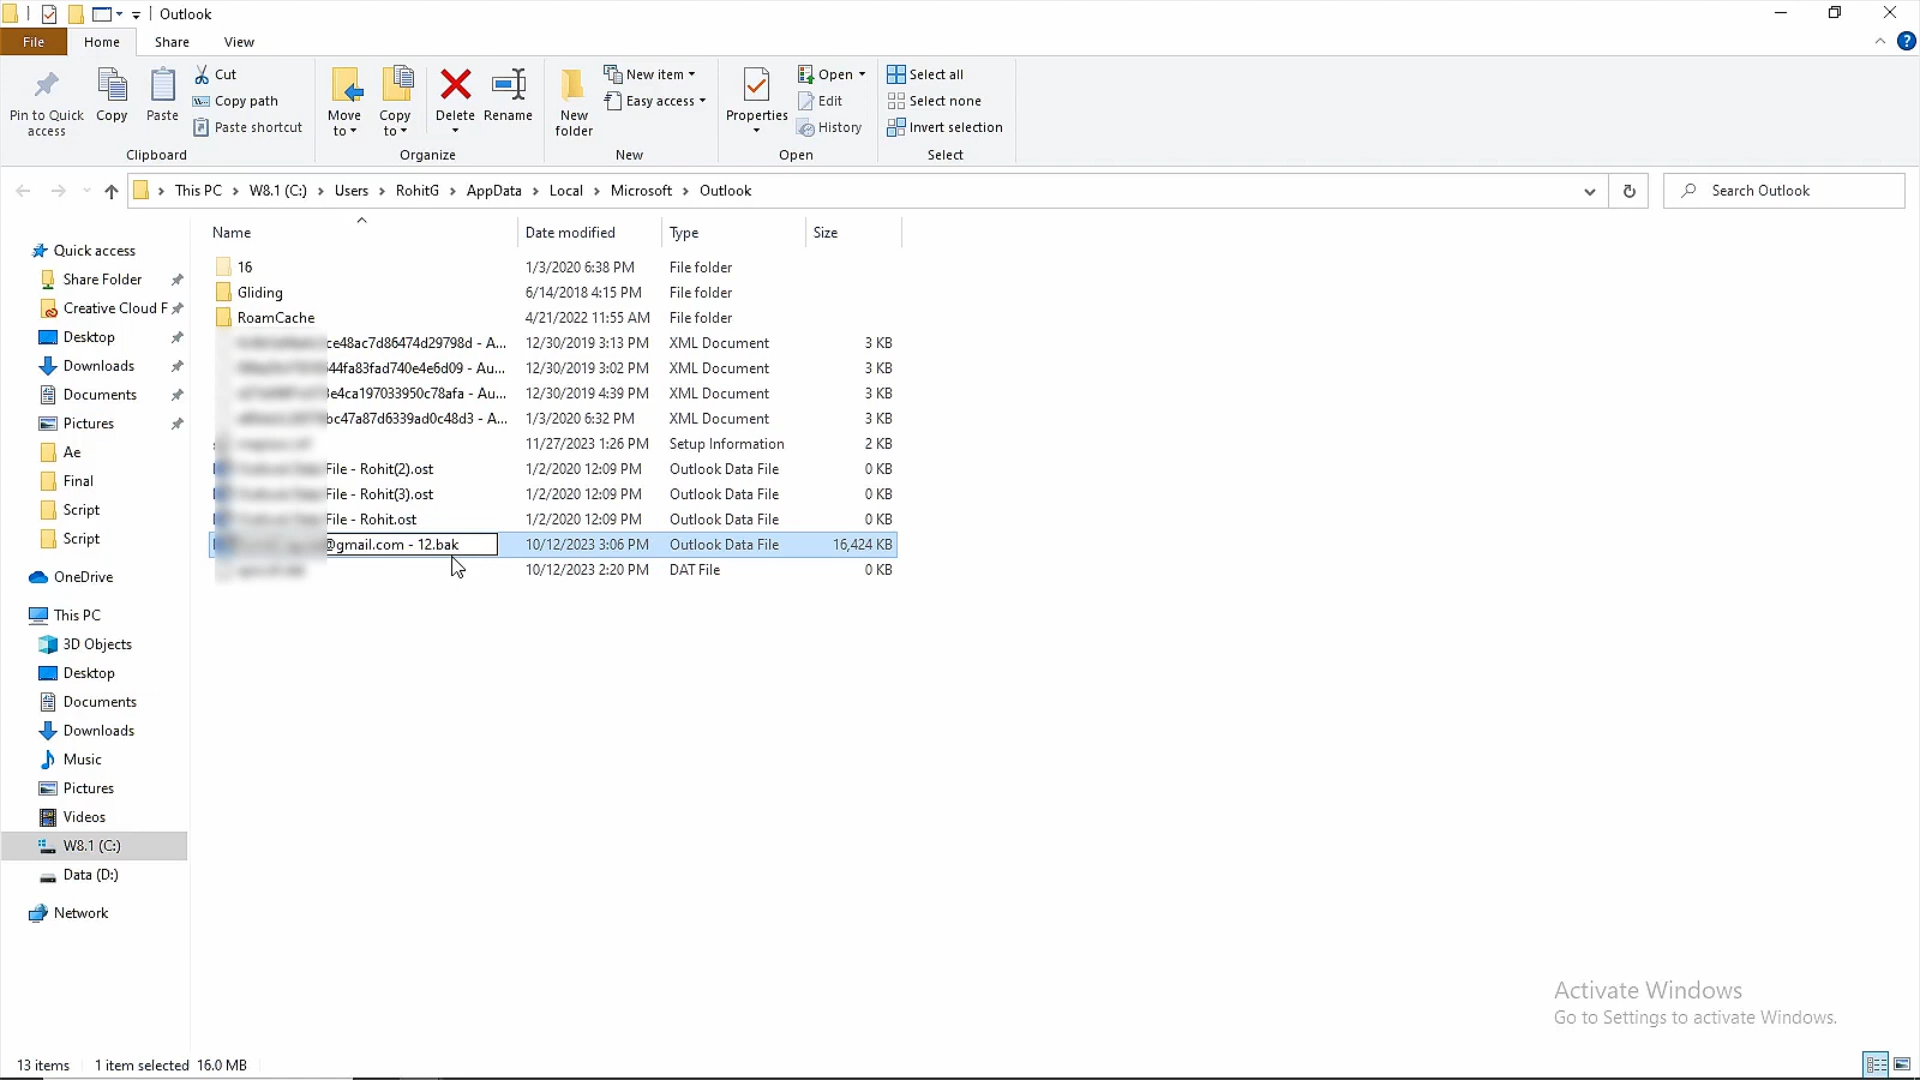 Outlook
File Home Share View
Pin to Quick access
Copy
Paste
Cut
Copy path
Paste shortcut
Clipboard
Move to
Copy to
Delete
Rename
Organize
New folder
New item
Easy access
New
Properties
Open
Edit
History
Open
Select all
Select none
Invert selection
Select
This PC › W8.1 (C:) › Users › RohitG › AppData › Local › Microsoft › Outlook
Search Outlook
Name Date modified Type Size
16 1/3/2020 6:38 PM File folder
Gliding 6/14/2018 4:15 PM File folder
RoamCache 4/21/2022 11:55 AM File folder
ce48ac7d86474d29798d - A... 12/30/2019 3:13 PM XML Document 3 KB
44fa83fad740e4e6d09 - Au... 12/30/2019 3:02 PM XML Document 3 KB
e4ca197033950c78afa - Au... 12/30/2019 4:39 PM XML Document 3 KB
bc47a87d6339ad0c48d3 - A... 1/3/2020 6:32 PM XML Document 3 KB
11/27/2023 1:26 PM Setup Information 2 KB
File - Rohit(2).ost 1/2/2020 12:09 PM Outlook Data File 0 KB
File - Rohit(3).ost 1/2/2020 12:09 PM Outlook Data File 0 KB
File - Rohit.ost 1/2/2020 12:09 PM Outlook Data File 0 KB
@gmail.com - 12.bak 10/12/2023 3:06 PM Outlook Data File 16,424 KB
10/12/2023 2:20 PM DAT File 0 KB
Quick access
Share Folder
Creative Cloud F
Desktop
Downloads
Documents
Pictures
Ae
Final
Script
Script
OneDrive
This PC
3D Objects
Desktop
Documents
Downloads
Music
Pictures
Videos
W8.1 (C:)
Data (D:)
Network
Activate Windows
Go to Settings to activate Windows.
13 items 1 item selected 16.0 MB